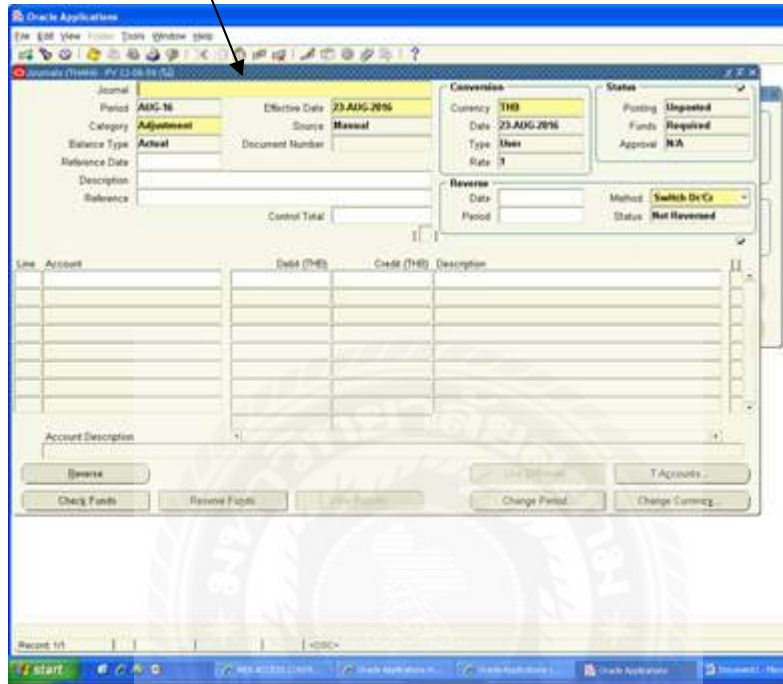 Oracle Applications
File Edit View Folder Tools Window Help
Journal
Period AUG-16 Effective Date 23-AUG-2016
Category Adjustment Source Manual
Balance Type Actual Document Number
Reference Date
Description
Reference
Control Total
Conversion
Currency THB
Date 23-AUG-2016
Type User
Rate 1
Status
Posting Unposted
Funds Required
Approval N/A
Reverse
Date Method Switch Dr/Cr
Period Status Not Reversed
Line Account Debit (THB) Credit (THB) Description [ ]
Account Description
Reverse T Accounts...
Check Funds Reserve Funds Change Period... Change Currency...
Record: 1/1 <OSC>
start Oracle Applications